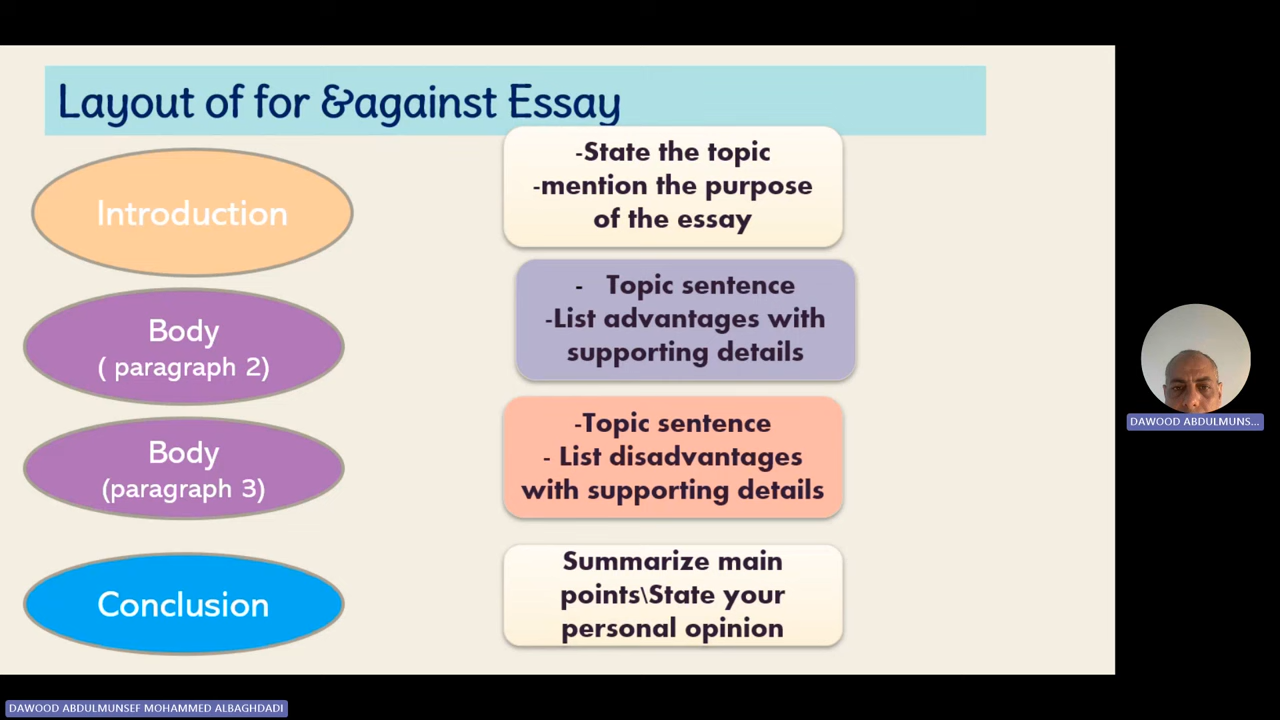 Layout of for &against Essay
Introduction
-State the topic
-mention the purpose
of the essay
Body
( paragraph 2)
- Topic sentence
-List advantages with
supporting details
Body
(paragraph 3)
-Topic sentence
- List disadvantages
with supporting details
Conclusion
Summarize main
points\State your
personal opinion
DAWOOD ABDULMUNS...
DAWOOD ABDULMUNSEF MOHAMMED ALBAGHDADI